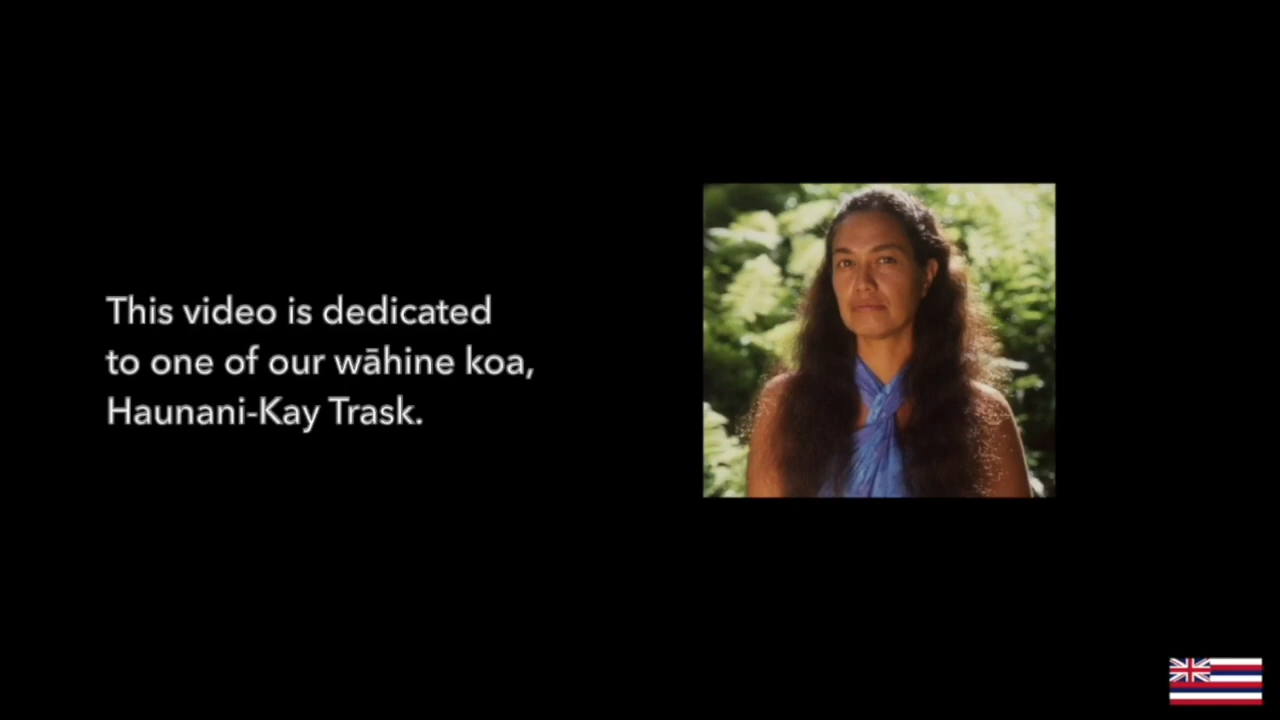 This video is dedicated
to one of our wāhine koa,
Haunani-Kay Trask.